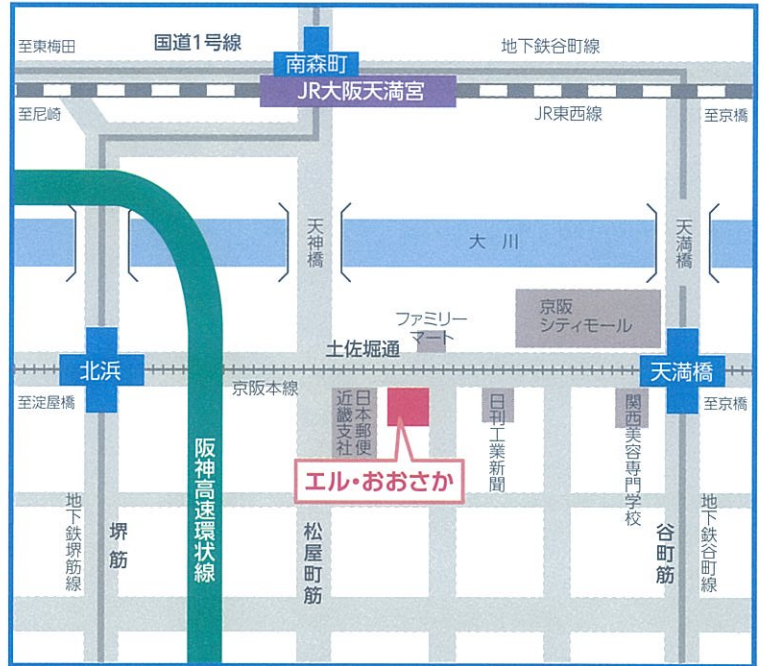 至東梅田
国道1号線
南森町
地下鉄谷町線
JR大阪天満宮
至尼崎
JR東西線
至京橋
天神橋
大 川
天満橋
京阪
シティモール
ファミリー
マート
土佐堀通
北浜
天満橋
至淀屋橋
京阪本線
至京橋
日本郵便
近畿支社
日刊工業新聞
関西美容専門学校
エル・おおさか
阪神高速環状線
地下鉄堺筋線
堺筋
松屋町筋
谷町筋
地下鉄谷町線